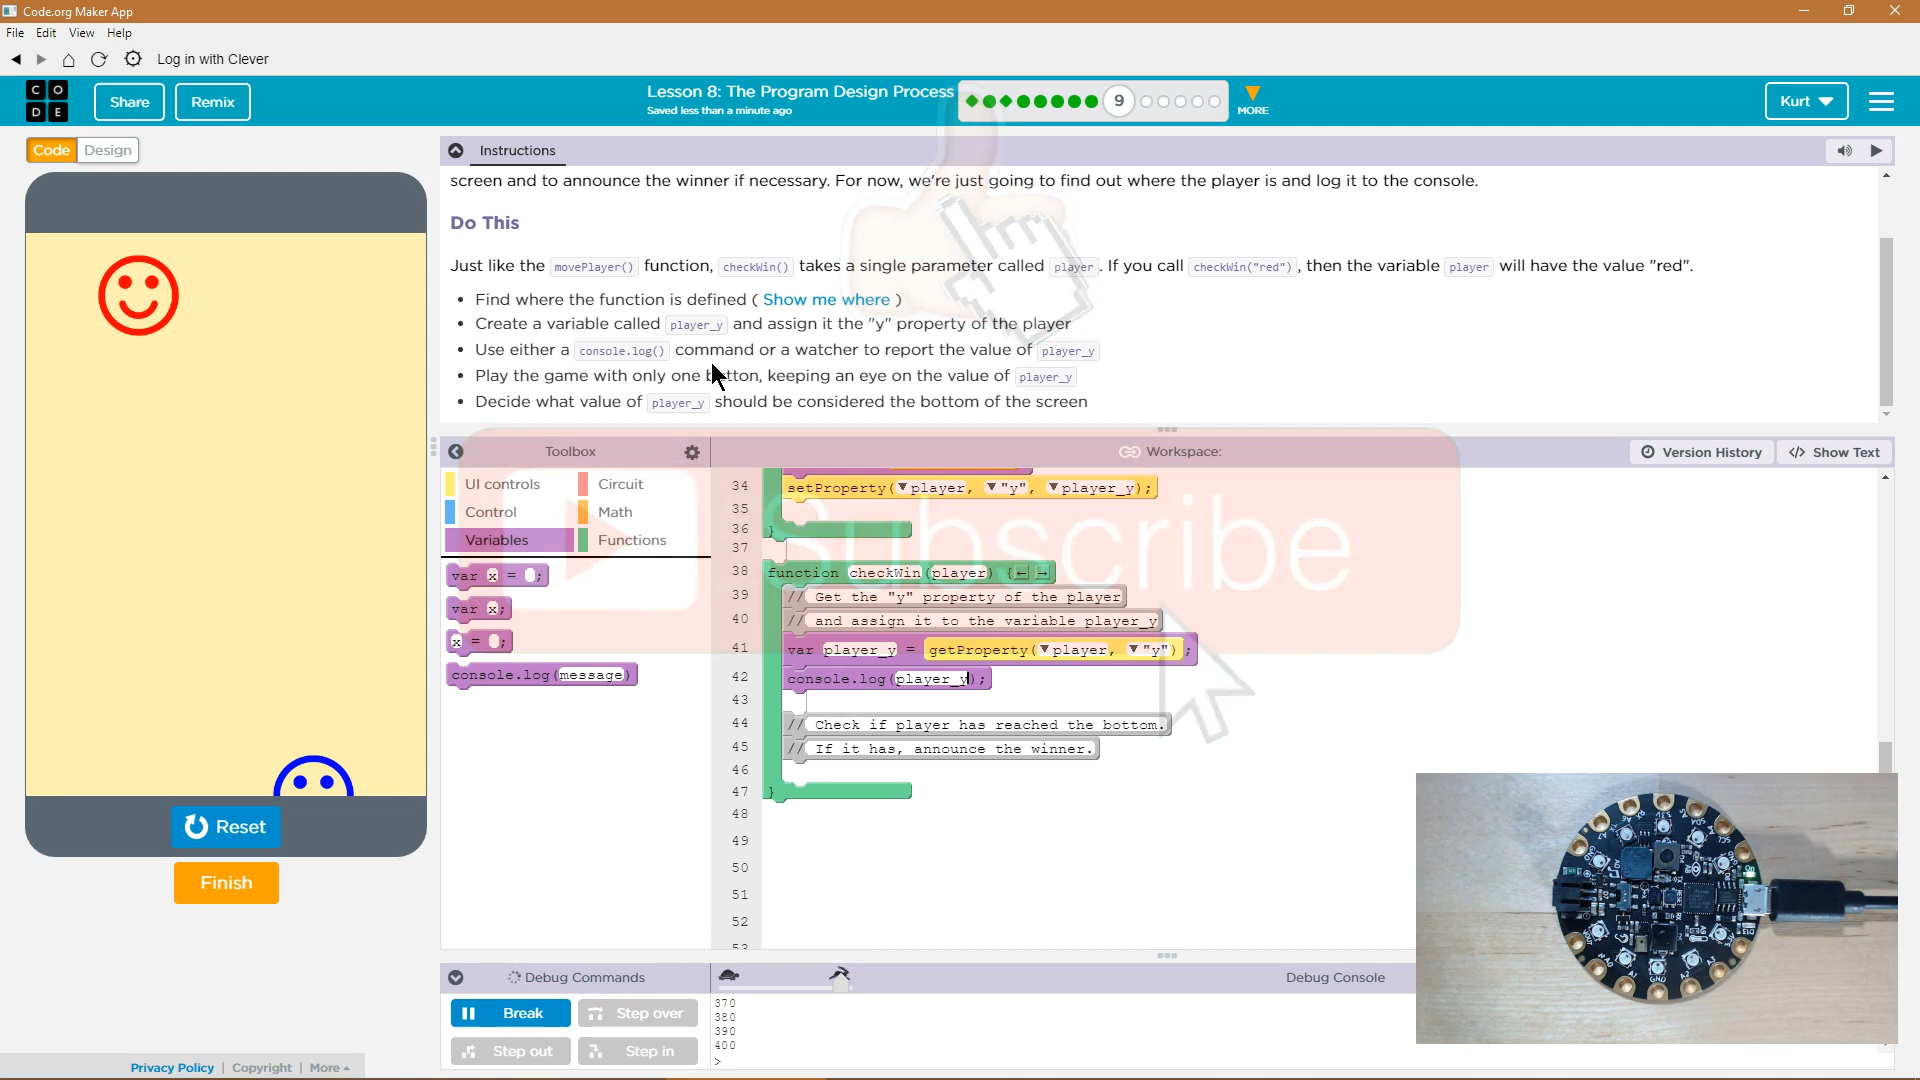 Code.org Maker App
File Edit View Help
Log in with Clever
CODE
Share
Remix
Lesson 8: The Program Design Process
Saved less than a minute ago
9
MORE
Kurt
Code
Design
Instructions
screen and to announce the winner if necessary. For now, we're just going to find out where the player is and log it to the console.
Do This
Just like the movePlayer() function, checkWin() takes a single parameter called player. If you call checkWin("red"), then the variable player will have the value "red".
Find where the function is defined ( Show me where )
Create a variable called player_y and assign it the "y" property of the player
Use either a console.log() command or a watcher to report the value of player_y
Play the game with only one button, keeping an eye on the value of player_y
Decide what value of player_y should be considered the bottom of the screen
Toolbox
Workspace:
Version History
Show Text
UI controls
Circuit
Control
Math
Variables
Functions
var x = ;
var x;
x = ;
console.log(message)
34 setProperty(player, "y", player_y);
35
36 }
37
38 function checkWin(player) {
39 // Get the "y" property of the player
40 // and assign it to the variable player_y
41 var player_y = getProperty(player, "y");
42 console.log(player_y);
43
44 // Check if player has reached the bottom.
45 // If it has, announce the winner.
46
47 }
48
49
50
51
52
53
Subscribe
Reset
Finish
Debug Commands
Debug Console
Break
Step over
Step out
Step in
370
380
390
400
>
Privacy Policy | Copyright | More